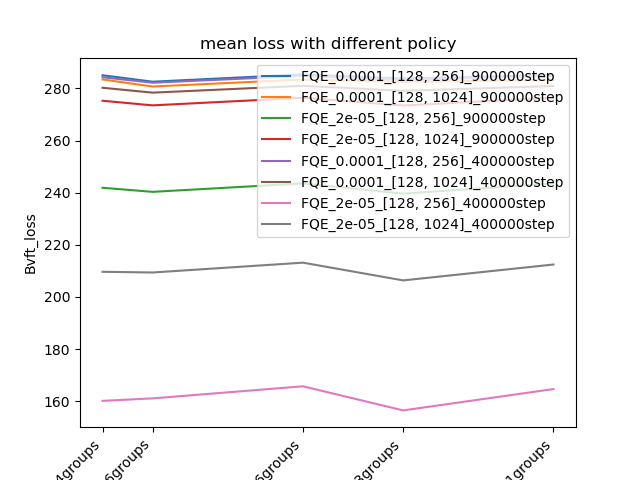 mean loss with different policy
FQE_0.0001_[128, 256]_900000step
FQE_0.0001_[128, 1024]_900000step
FQE_2e-05_[128, 256]_900000step
FQE_2e-05_[128, 1024]_900000step
FQE_0.0001_[128, 256]_400000step
FQE_0.0001_[128, 1024]_400000step
FQE_2e-05_[128, 256]_400000step
FQE_2e-05_[128, 1024]_400000step
Bvft_loss
280
260
240
220
200
180
160